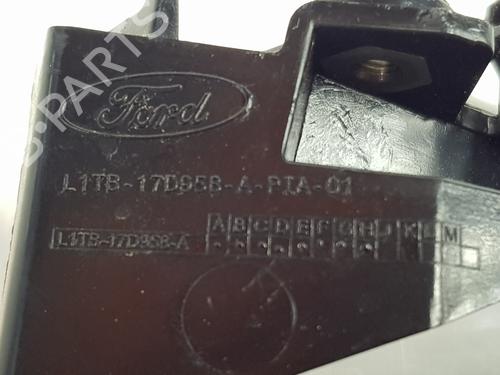 Ford
L1TB-17D958-A-PIA-01
L1TB-17D958-A A B C D E F G H J K L M
B-PARTS